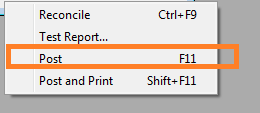 Reconcile Ctrl+F9
Test Report...
Post F11
Post and Print Shift+F11